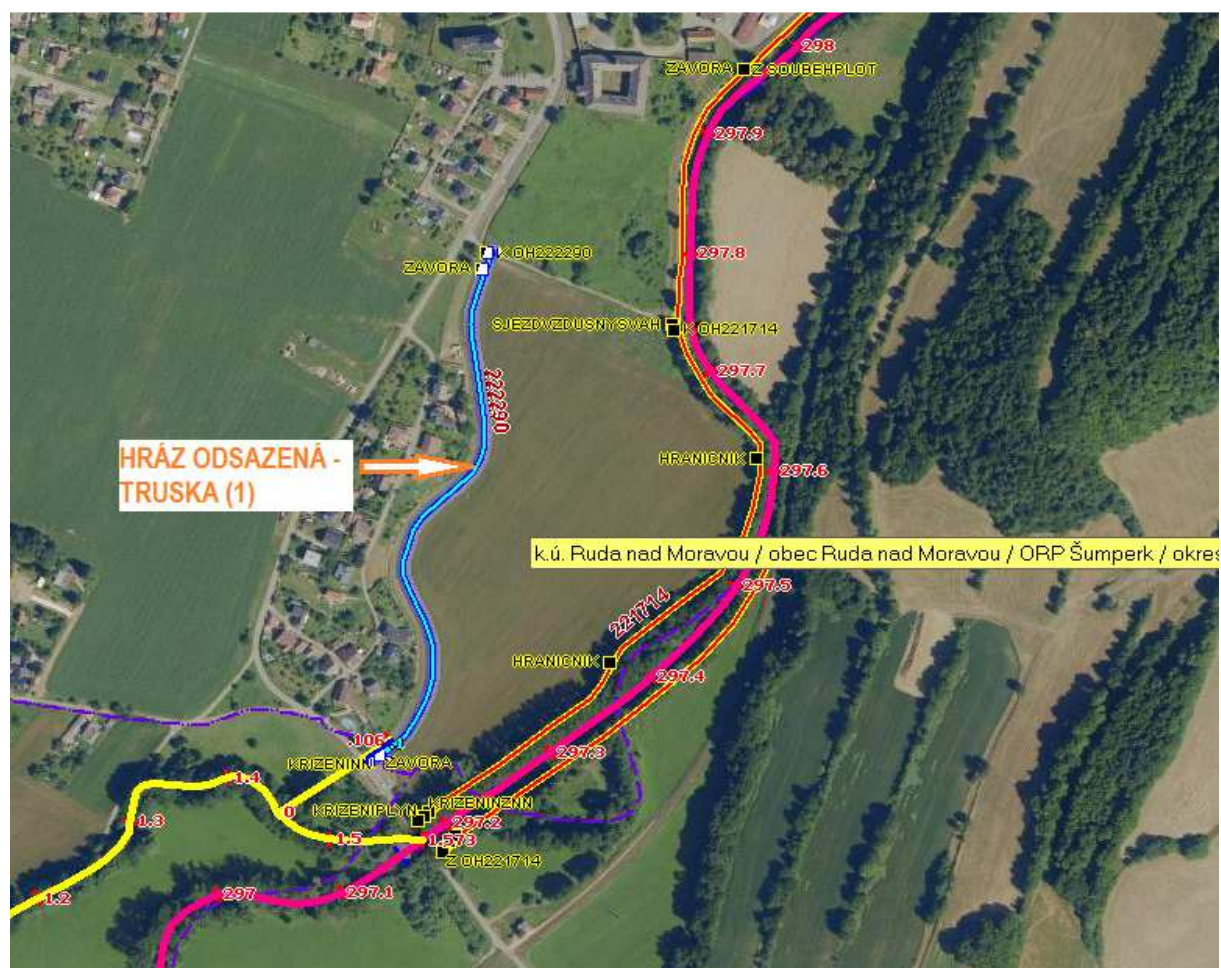 298
ZAVORA Z SOUBEHPLOT
297.9
K OH222290
297.8
ZAVORA
SJEZDVZDUSNYSVAH K OH221714
297.7
222290
HRANICNIK
297.6
HRÁZ ODSAZENÁ -
TRUSKA (1)
k.ú. Ruda nad Moravou / obec Ruda nad Moravou / ORP Šumperk / okres
297.5
221714
HRANICNIK
297.4
.106
297.3
KRIZENINN ZAVORA
1.4
0
KRIZENIPLYN KRIZENINZNN
1.3
297.2
1.5
1.573
Z OH221714
297
297.1
1.2